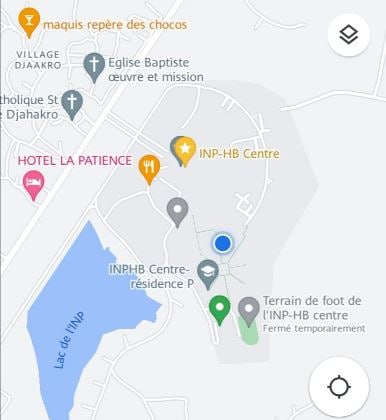 maquis repère des chocos
VILLAGE
DJAAKRO
Eglise Baptiste
œuvre et mission
tholique St
e Djahakro
HOTEL LA PATIENCE
INP-HB Centre
INPHB Centre-
résidence P
Terrain de foot de
l'INP-HB centre
Fermé temporairement
Lac de l'INP